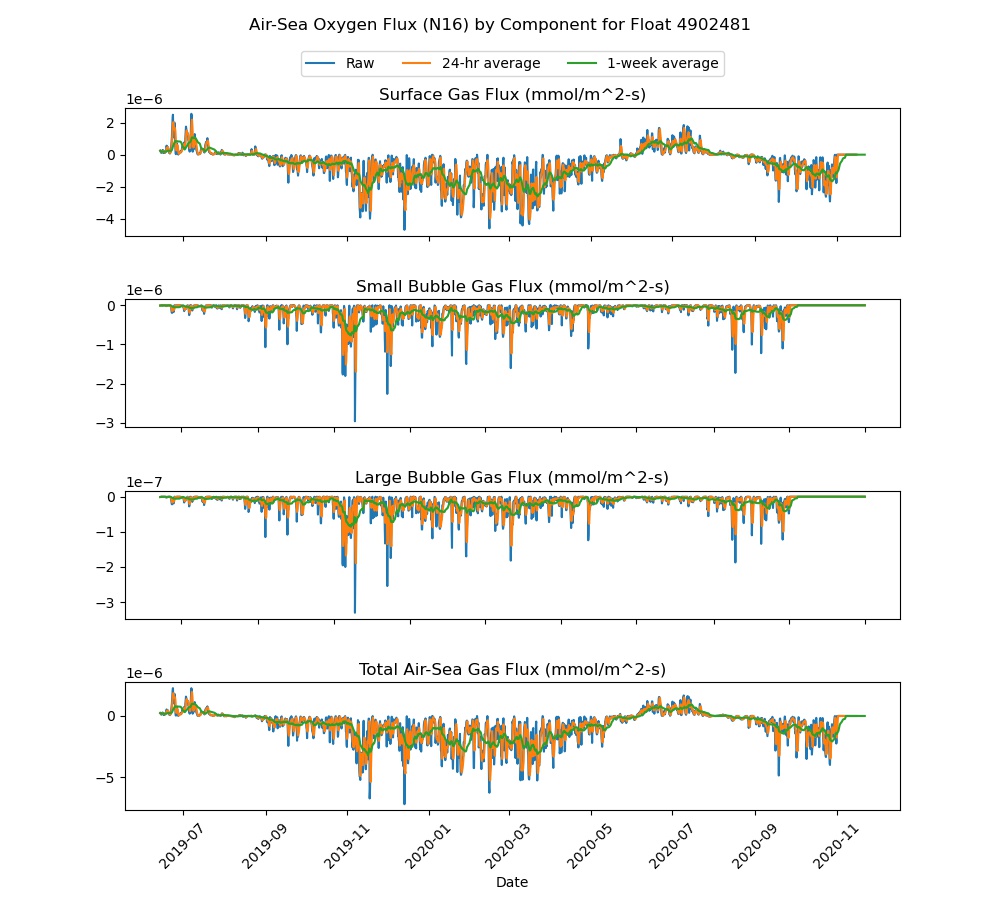 Air-Sea Oxygen Flux (N16) by Component for Float 4902481
Raw 24-hr average 1-week average
Surface Gas Flux (mmol/m^2-s)
1e−6
2
0
−2
−4
Small Bubble Gas Flux (mmol/m^2-s)
1e−6
0
−1
−2
−3
Large Bubble Gas Flux (mmol/m^2-s)
1e−7
0
−1
−2
−3
Total Air-Sea Gas Flux (mmol/m^2-s)
1e−6
0
−5
2019-07 2019-09 2019-11 2020-01 2020-03 2020-05 2020-07 2020-09 2020-11
Date